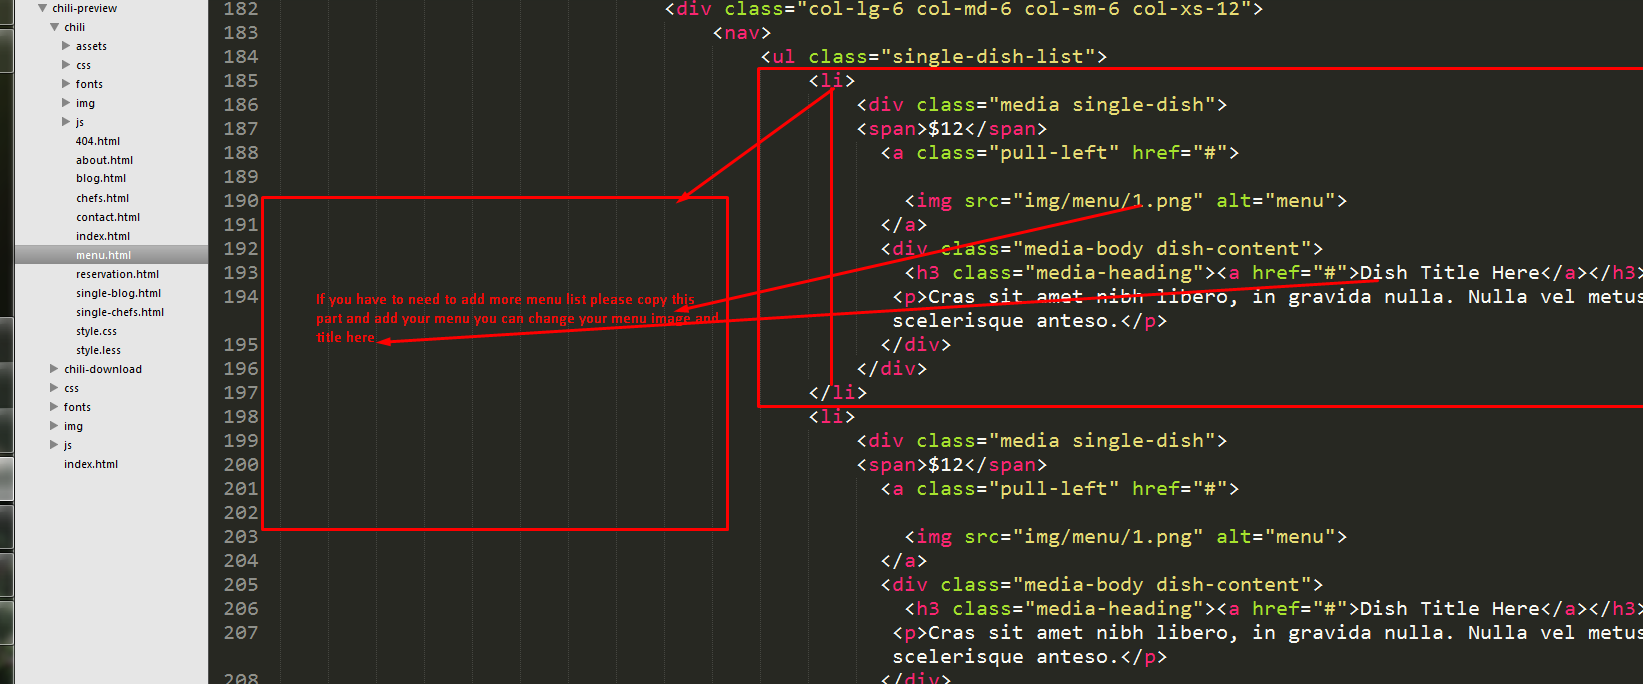 chili-preview
chili
assets
css
fonts
img
js
404.html
about.html
blog.html
chefs.html
contact.html
index.html
menu.html
reservation.html
single-blog.html
single-chefs.html
style.css
style.less
chili-download
css
fonts
img
js
index.html
182 <div class="col-lg-6 col-md-6 col-sm-6 col-xs-12">
183 <nav>
184 <ul class="single-dish-list">
185 <li>
186 <div class="media single-dish">
187 <span>$12</span>
188 <a class="pull-left" href="#">
189
190 <img src="img/menu/1.png" alt="menu">
191 </a>
192 <div class="media-body dish-content">
193 <h3 class="media-heading"><a href="#">Dish Title Here</a></h3>
194 <p>Cras sit amet nibh libero, in gravida nulla. Nulla vel metus
scelerisque anteso.</p>
195 </div>
196 </div>
197 </li>
198 <li>
199 <div class="media single-dish">
200 <span>$12</span>
201 <a class="pull-left" href="#">
202
203 <img src="img/menu/1.png" alt="menu">
204 </a>
205 <div class="media-body dish-content">
206 <h3 class="media-heading"><a href="#">Dish Title Here</a></h3>
207 <p>Cras sit amet nibh libero, in gravida nulla. Nulla vel metus
scelerisque anteso.</p>
208 </div>
If you have to need to add more menu list please copy this
part and add your menu you can change your menu image and
title here